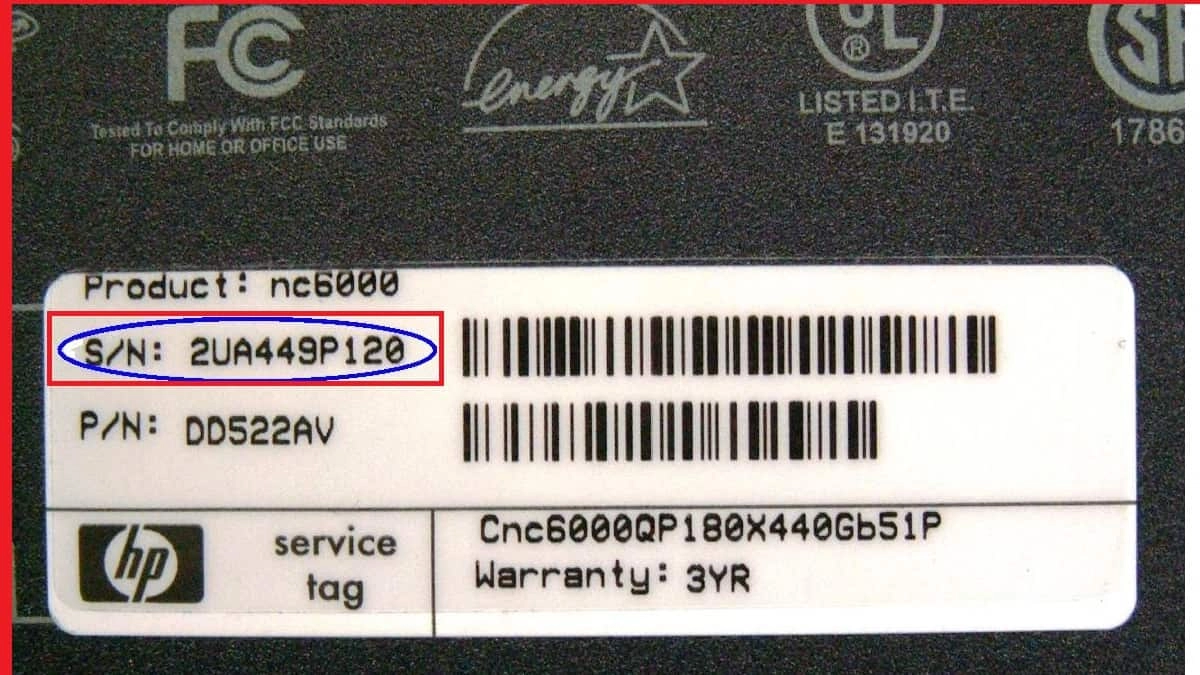 FC
Tested To Comply With FCC Standards
FOR HOME OR OFFICE USE
energy
UL
LISTED I.T.E.
E 131920
1786
Product: nc6000
S/N: 2UA449P120
P/N: DD522AV
hp
service
tag
Cnc6000QP180X440Gb51P
Warranty: 3YR